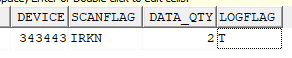 DEVICE SCANFLAG DATA_QTY LOGFLAG
343443 IRKN 2 T